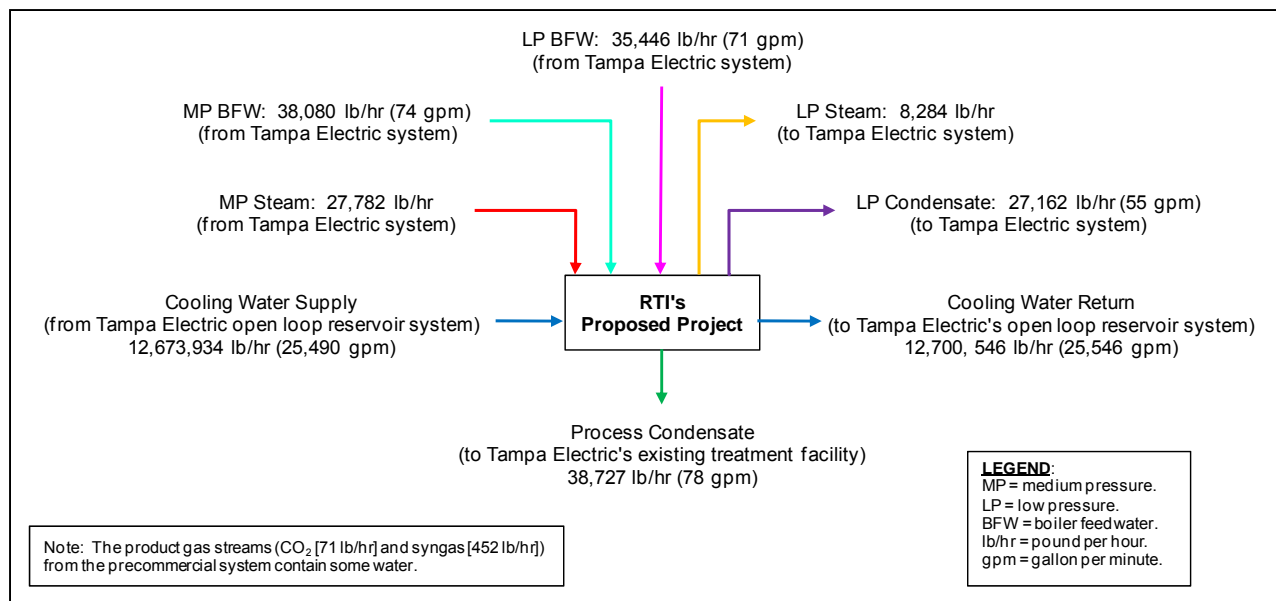 LP BFW: 35,446 lb/hr (71 gpm)
(from Tampa Electric system)
MP BFW: 38,080 lb/hr (74 gpm)
(from Tampa Electric system)
LP Steam: 8,284 lb/hr
(to Tampa Electric system)
MP Steam: 27,782 lb/hr
(from Tampa Electric system)
LP Condensate: 27,162 lb/hr (55 gpm)
(to Tampa Electric system)
Cooling Water Supply
(from Tampa Electric open loop reservoir system)
12,673,934 lb/hr (25,490 gpm)
RTI's
Proposed Project
Cooling Water Return
(to Tampa Electric's open loop reservoir system)
12,700, 546 lb/hr (25,546 gpm)
Process Condensate
(to Tampa Electric's existing treatment facility)
38,727 lb/hr (78 gpm)
Note: The product gas streams (CO₂ [71 lb/hr] and syngas [452 lb/hr])
from the precommercial system contain some water.
LEGEND:
MP = medium pressure.
LP = low pressure.
BFW = boiler feedwater.
lb/hr = pound per hour.
gpm = gallon per minute.